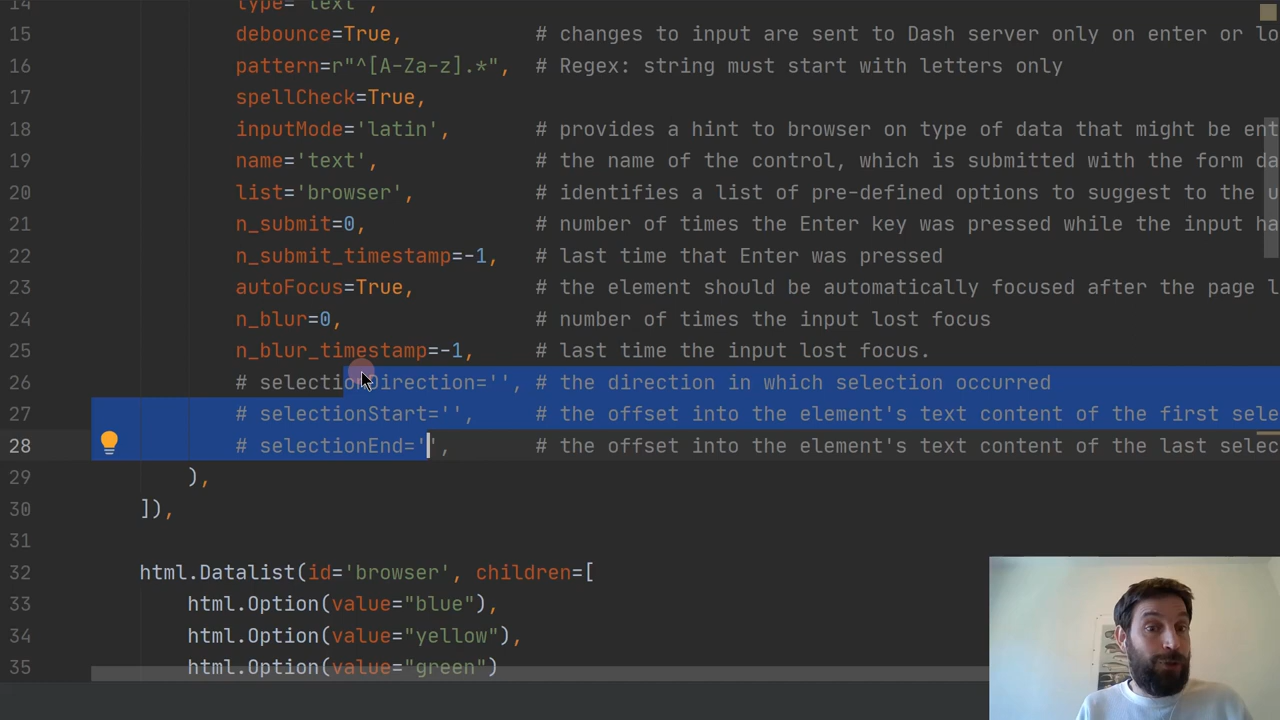 14 type='text',
15 debounce=True, # changes to input are sent to Dash server only on enter or lo
16 pattern=r"^[A-Za-z].*", # Regex: string must start with letters only
17 spellCheck=True,
18 inputMode='latin', # provides a hint to browser on type of data that might be ent
19 name='text', # the name of the control, which is submitted with the form da
20 list='browser', # identifies a list of pre-defined options to suggest to the u
21 n_submit=0, # number of times the Enter key was pressed while the input ha
22 n_submit_timestamp=-1, # last time that Enter was pressed
23 autoFocus=True, # the element should be automatically focused after the page l
24 n_blur=0, # number of times the input lost focus
25 n_blur_timestamp=-1, # last time the input lost focus.
26 # selectionDirection='', # the direction in which selection occurred
27 # selectionStart='', # the offset into the element's text content of the first sele
28 # selectionEnd='', # the offset into the element's text content of the last selec
29 ),
30 ]),
31
32 html.Datalist(id='browser', children=[
33 html.Option(value="blue"),
34 html.Option(value="yellow"),
35 html.Option(value="green")